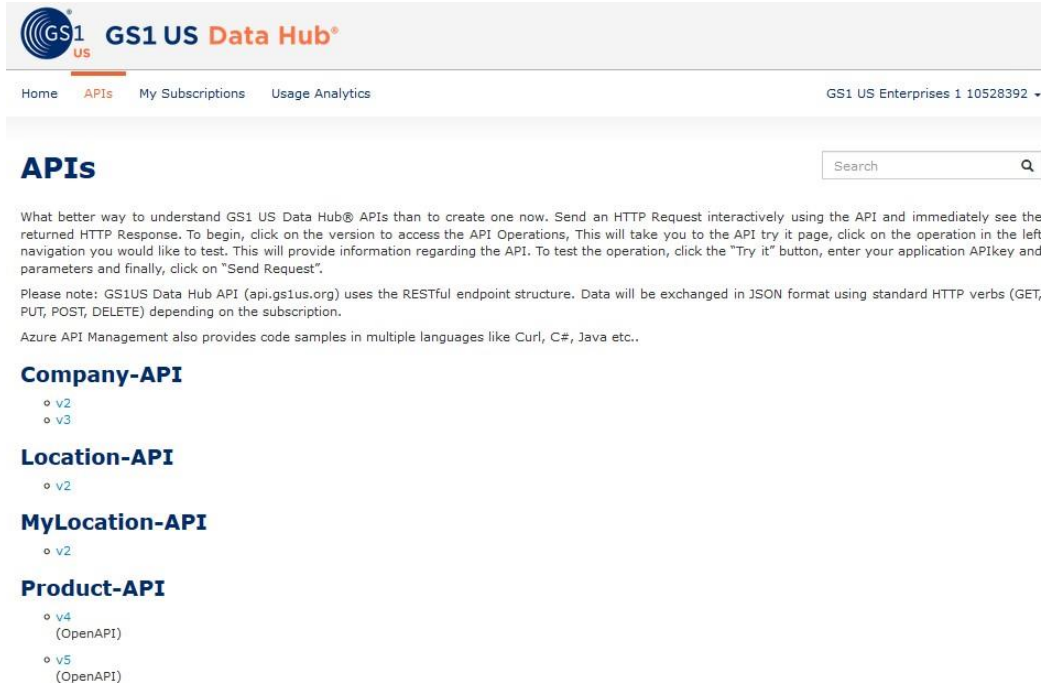 GS1 US
GS1 US Data Hub®
Home APIs My Subscriptions Usage Analytics GS1 US Enterprises 1 10528392
APIs
Search
What better way to understand GS1 US Data Hub® APIs than to create one now. Send an HTTP Request interactively using the API and immediately see the
returned HTTP Response. To begin, click on the version to access the API Operations, This will take you to the API try it page, click on the operation in the left
navigation you would like to test. This will provide information regarding the API. To test the operation, click the "Try it" button, enter your application APIkey and
parameters and finally, click on "Send Request".
Please note: GS1US Data Hub API (api.gs1us.org) uses the RESTful endpoint structure. Data will be exchanged in JSON format using standard HTTP verbs (GET,
PUT, POST, DELETE) depending on the subscription.
Azure API Management also provides code samples in multiple languages like Curl, C#, Java etc..
Company-API
v2
v3
Location-API
v2
MyLocation-API
v2
Product-API
v4
(OpenAPI)
v5
(OpenAPI)